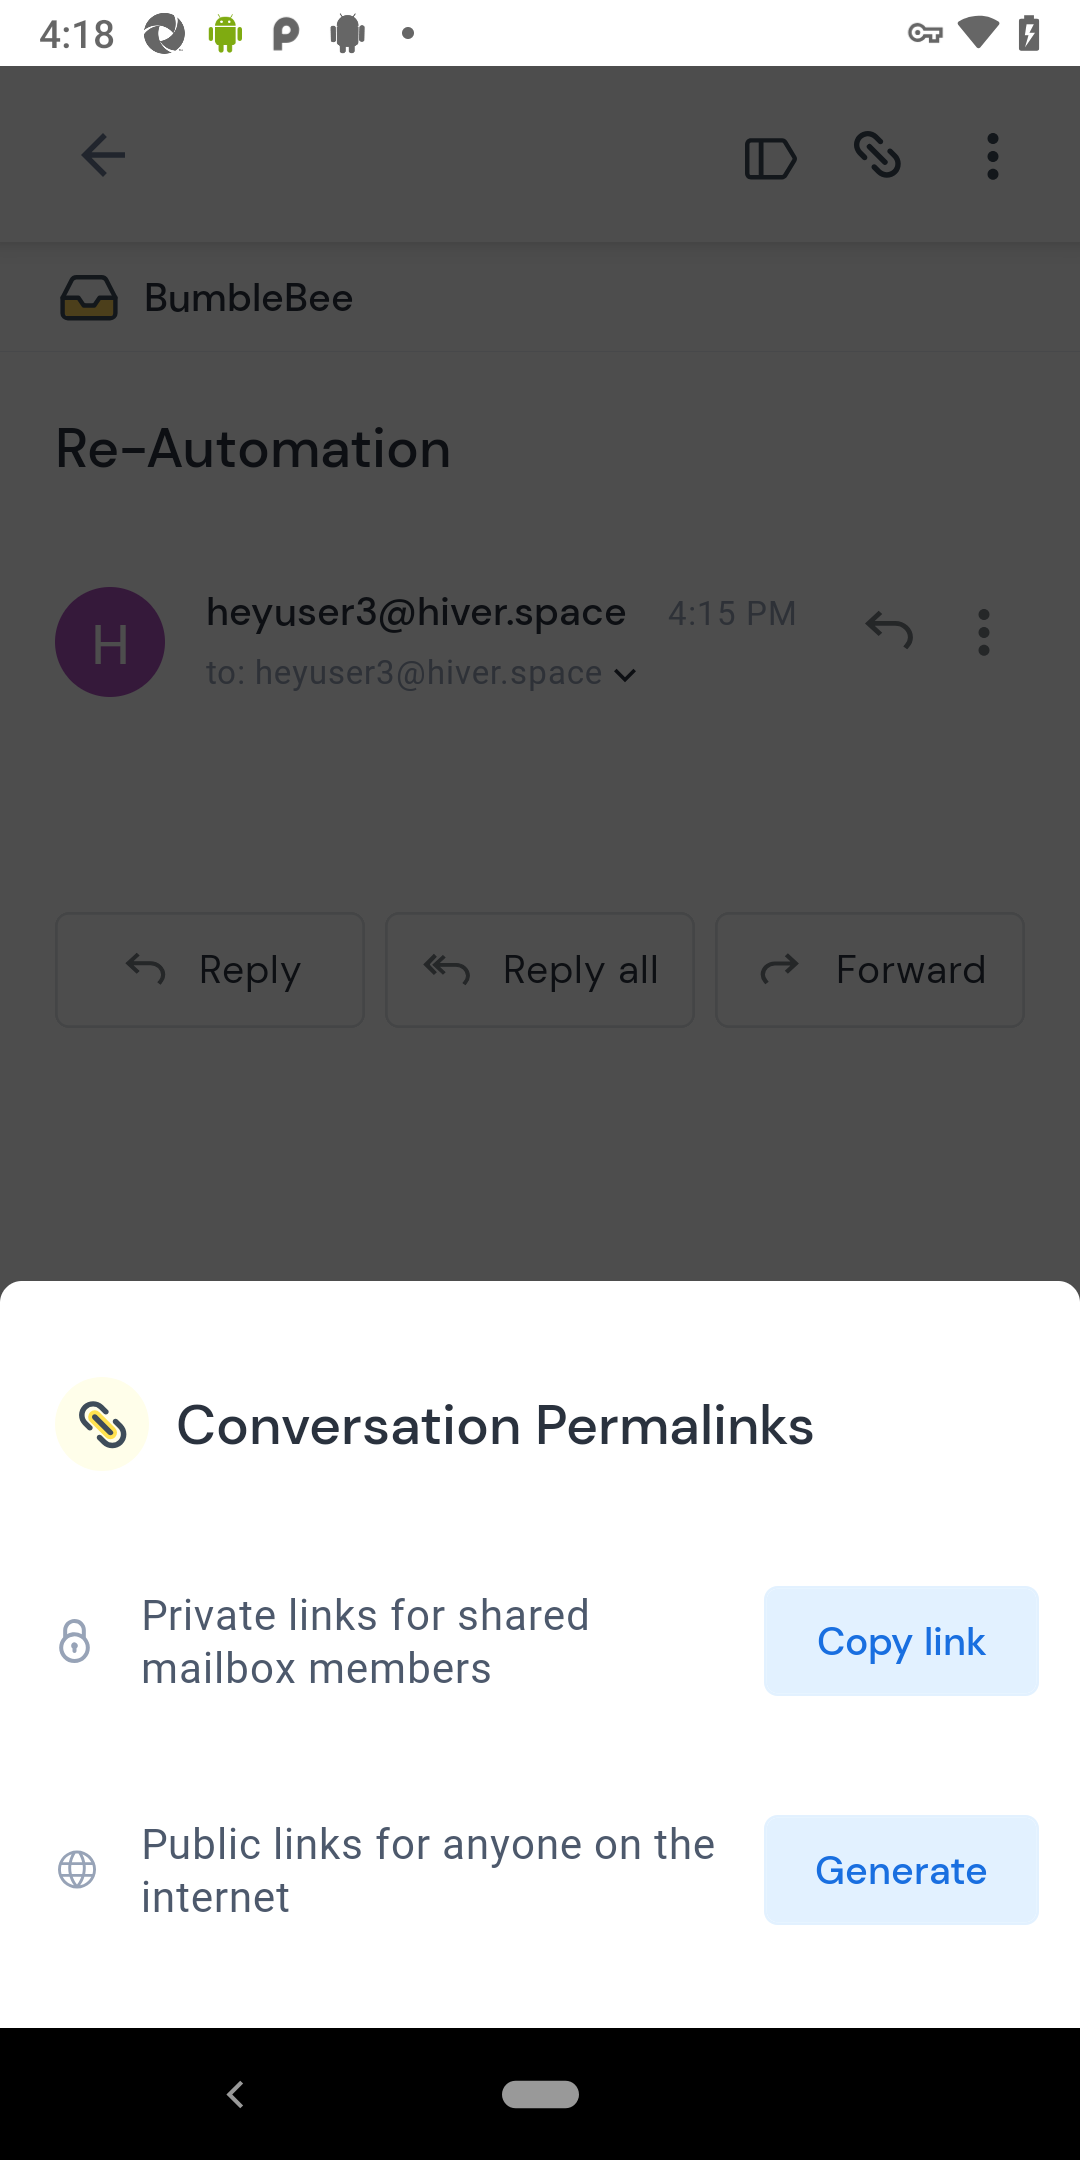 4:18
BumbleBee
Re-Automation
H
heyuser3@hiver.space 4:15 PM
to: heyuser3@hiver.space
Reply
Reply all
Forward
Conversation Permalinks
Private links for shared
mailbox members
Copy link
Public links for anyone on the
internet
Generate